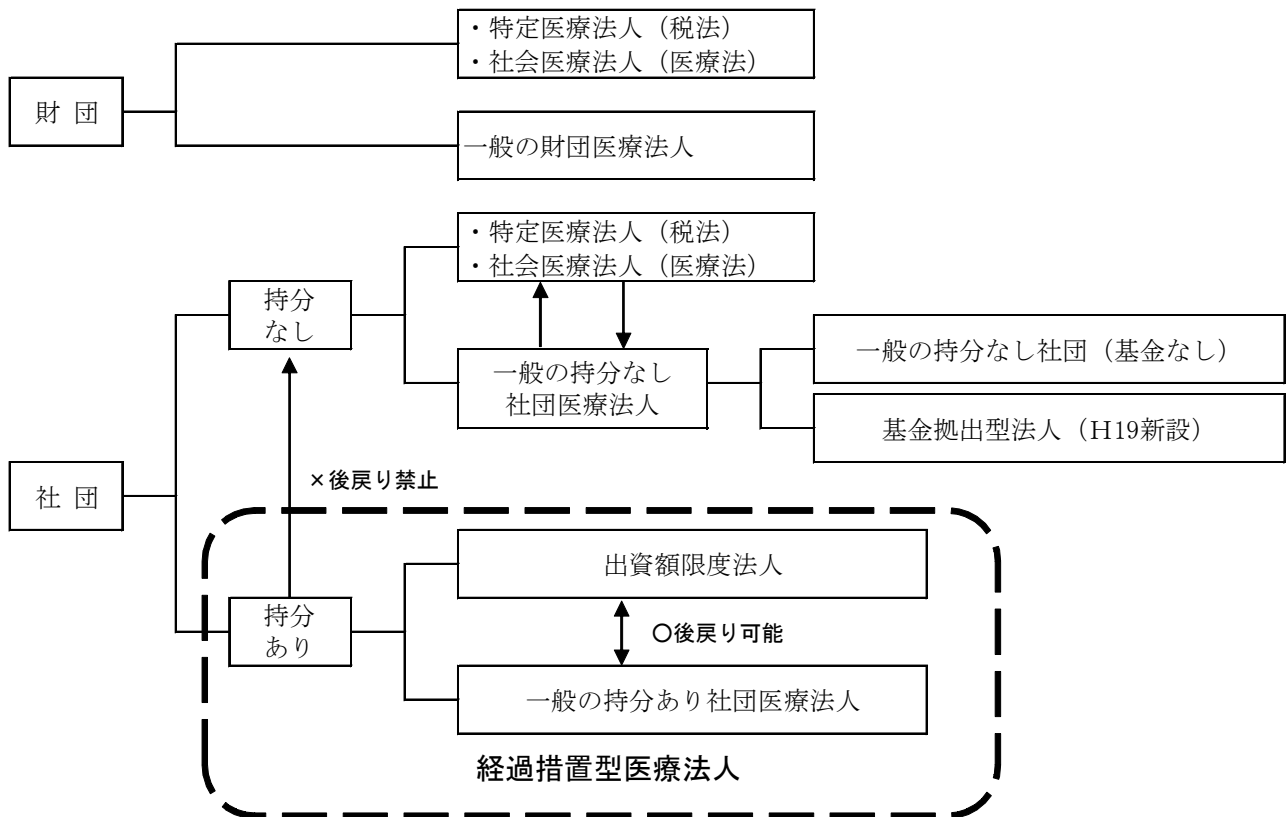 ・特定医療法人（税法）
・社会医療法人（医療法）
財 団
一般の財団医療法人
・特定医療法人（税法）
・社会医療法人（医療法）
持分
なし
一般の持分なし
社団医療法人
一般の持分なし社団（基金なし）
基金拠出型法人（H19新設）
社 団
×後戻り禁止
出資額限度法人
持分
あり
○後戻り可能
一般の持分あり社団医療法人
経過措置型医療法人